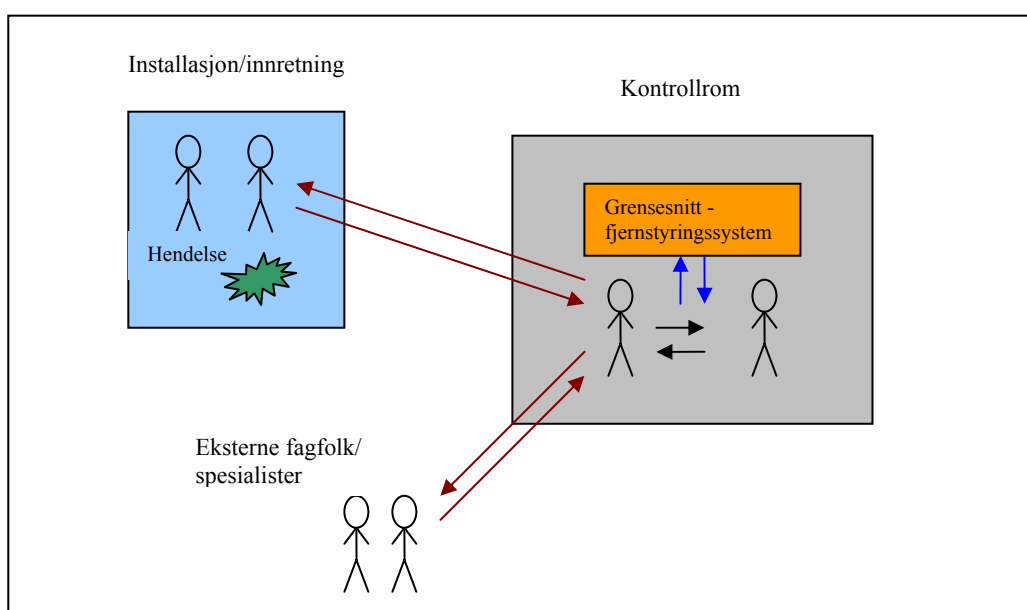 Installasjon/innretning
Kontrollrom
Grensesnitt -
fjernstyringssystem
Hendelse
Eksterne fagfolk/
spesialister